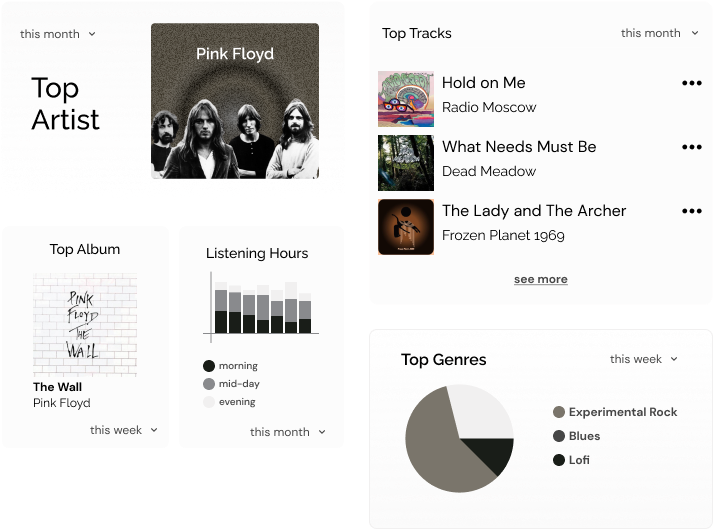 this month
Top
Artist
Pink Floyd
Top Tracks
this month
Hold on Me
Radio Moscow
What Needs Must Be
Dead Meadow
The Lady and The Archer
Frozen Planet 1969
see more
Top Album
PINK
FLOYD
THE
WALL
The Wall
Pink Floyd
this week
Listening Hours
morning
mid-day
evening
this month
Top Genres
this week
Experimental Rock
Blues
Lofi